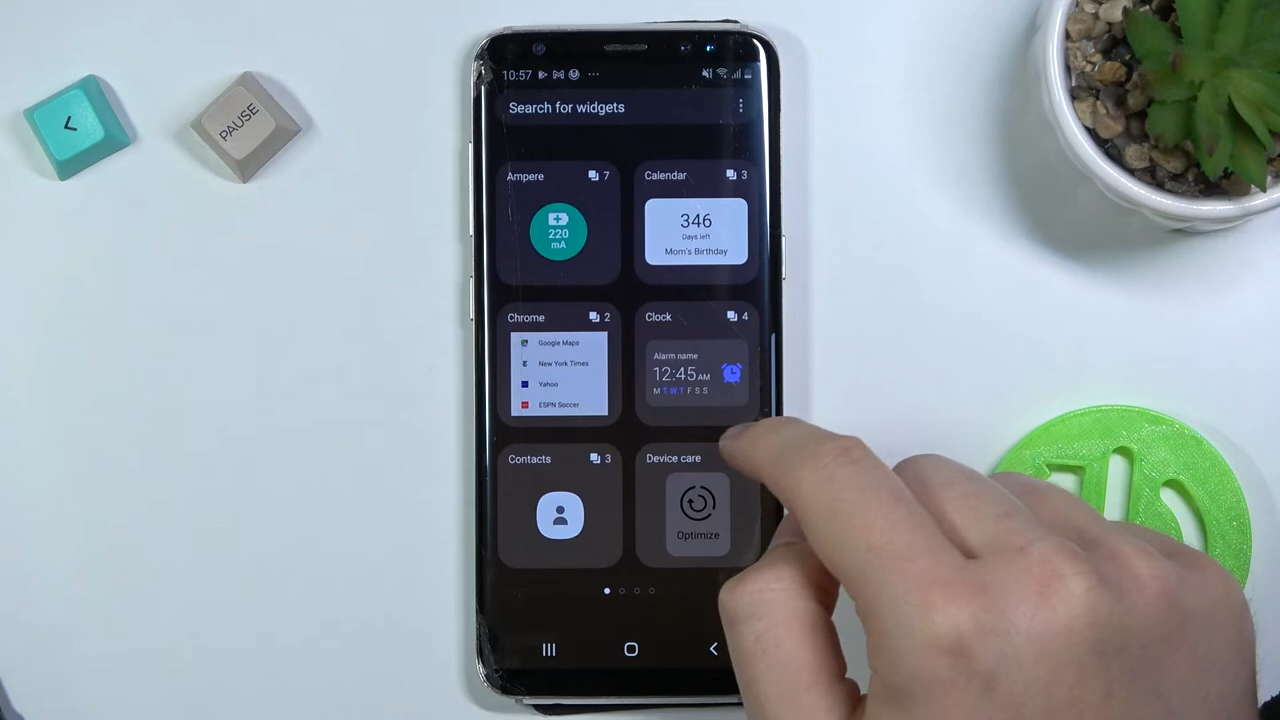 <
PAUSE
10:57
Search for widgets
Ampere 7
Calendar 3
220
mA
346
Days left
Mom's Birthday
Chrome 2
Clock 4
Google Maps
New York Times
Yahoo
ESPN Soccer
Alarm name
12:45 AM
M T W T F S S
Contacts 3
Device care
Optimize